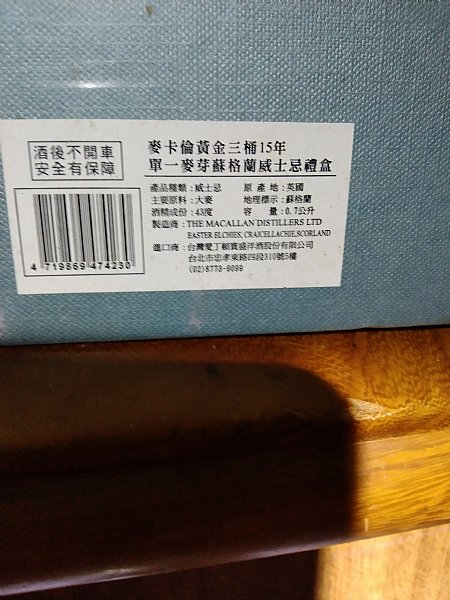 酒後不開車
安全有保障
4 719869 474230
麥卡倫黃金三桶15年
單一麥芽蘇格蘭威士忌禮盒
產品種類：威士忌 原 產 地：英國
主要原料：大麥 地理標示：蘇格蘭
酒精成份：43度 容 量：0.7公升
製造商：THE MACALLAN DISTILLERS LTD
EASTER ELCHIES, CRAICELLACHIE,SCORLAND
進口商：台灣愛丁頓寰盛洋酒股份有限公司
台北市忠孝東路四段310號5樓
(02)8773-9099